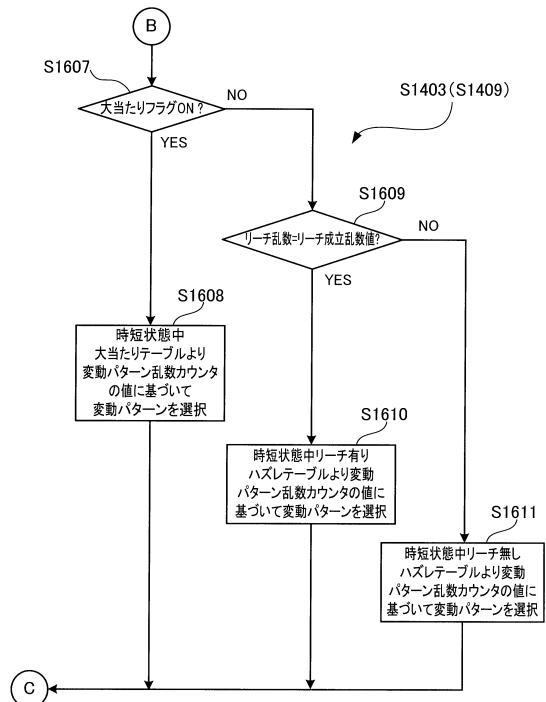 B
S1607
大当たりフラグON?
NO
YES
S1403(S1409)
S1609
リーチ乱数=リーチ成立乱数値?
NO
YES
S1608
時短状態中
大当たりテーブルより
変動パターン乱数カウンタ
の値に基づいて
変動パターンを選択
S1610
時短状態中リーチ有り
ハズレテーブルより変動
パターン乱数カウンタの値に
基づいて変動パターンを選択
S1611
時短状態中リーチ無し
ハズレテーブルより変動
パターン乱数カウンタの値に
基づいて変動パターンを選択
C